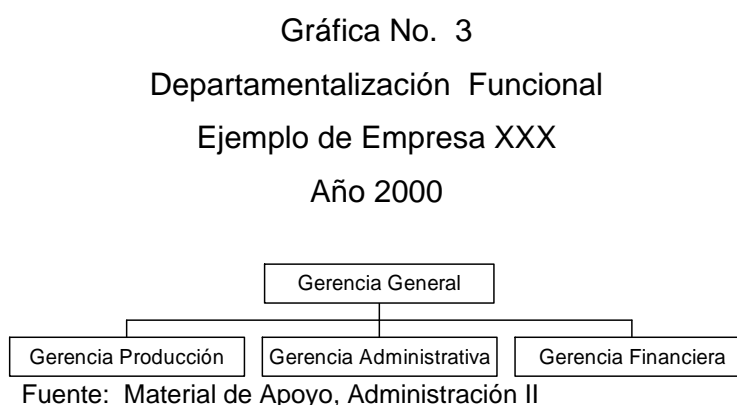 Gráfica No. 3
Departamentalización Funcional
Ejemplo de Empresa XXX
Año 2000
Gerencia General
Gerencia Producción
Gerencia Administrativa
Gerencia Financiera
Fuente: Material de Apoyo, Administración II